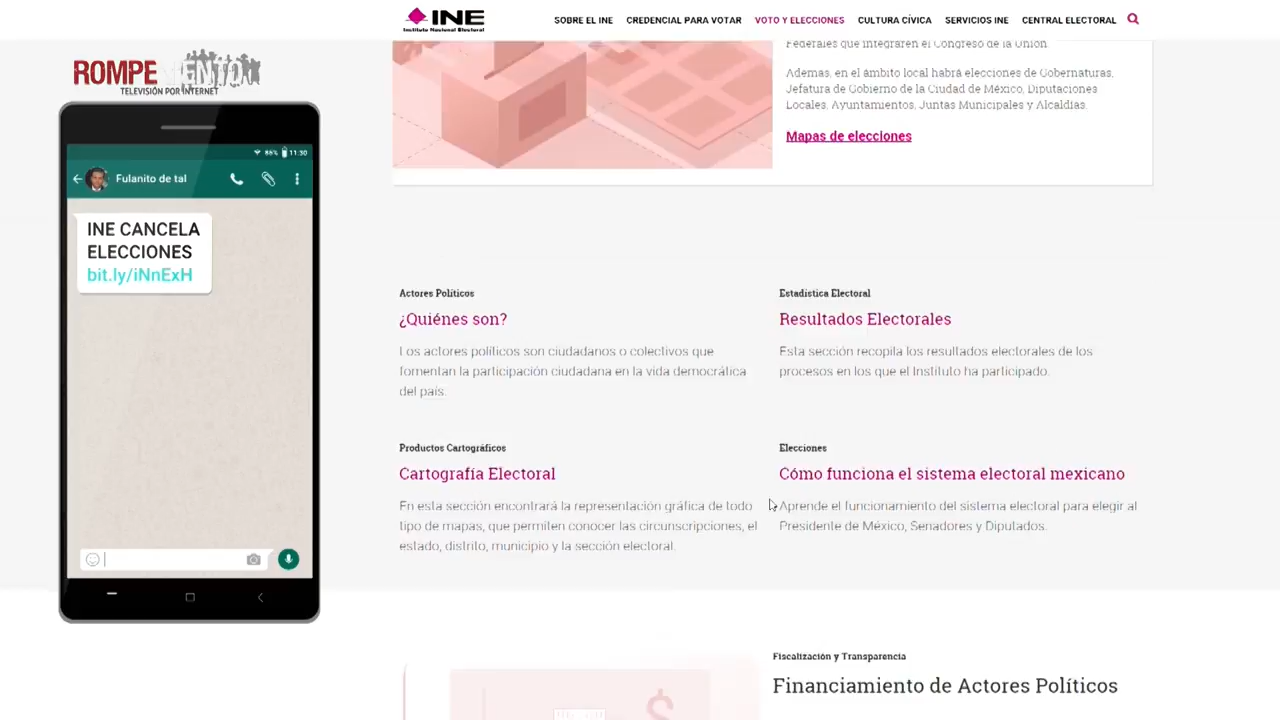 INE
Instituto Nacional Electoral
SOBRE EL INE
CREDENCIAL PARA VOTAR
VOTO Y ELECCIONES
CULTURA CÍVICA
SERVICIOS INE
CENTRAL ELECTORAL
ROMPEVIENTO
TELEVISIÓN POR INTERNET
86% 11:30
Fulanito de tal
INE CANCELA
ELECCIONES
bit.ly/iNnExH
Federales que integraren el Congreso de la Unión.
Ademas, en el ámbito local habrá elecciones de Gobernaturas,
Jefatura de Gobierno de la Ciudad de México, Diputaciones
Locales, Ayuntamientos, Juntas Municipales y Alcaldías.
Mapas de elecciones
Actores Políticos
¿Quiénes son?
Los actores políticos son ciudadanos o colectivos que
fomentan la participación ciudadana en la vida democrática
del país.
Estadística Electoral
Resultados Electorales
Esta sección recopila los resultados electorales de los
procesos en los que el Instituto ha participado.
Productos Cartográficos
Cartografía Electoral
En esta sección encontrará la representación gráfica de todo
tipo de mapas, que permiten conocer las circunscripciones, el
estado, distrito, municipio y la sección electoral.
Elecciones
Cómo funciona el sistema electoral mexicano
Aprende el funcionamiento del sistema electoral para elegir al
Presidente de México, Senadores y Diputados.
Fiscalización y Transparencia
Financiamiento de Actores Políticos